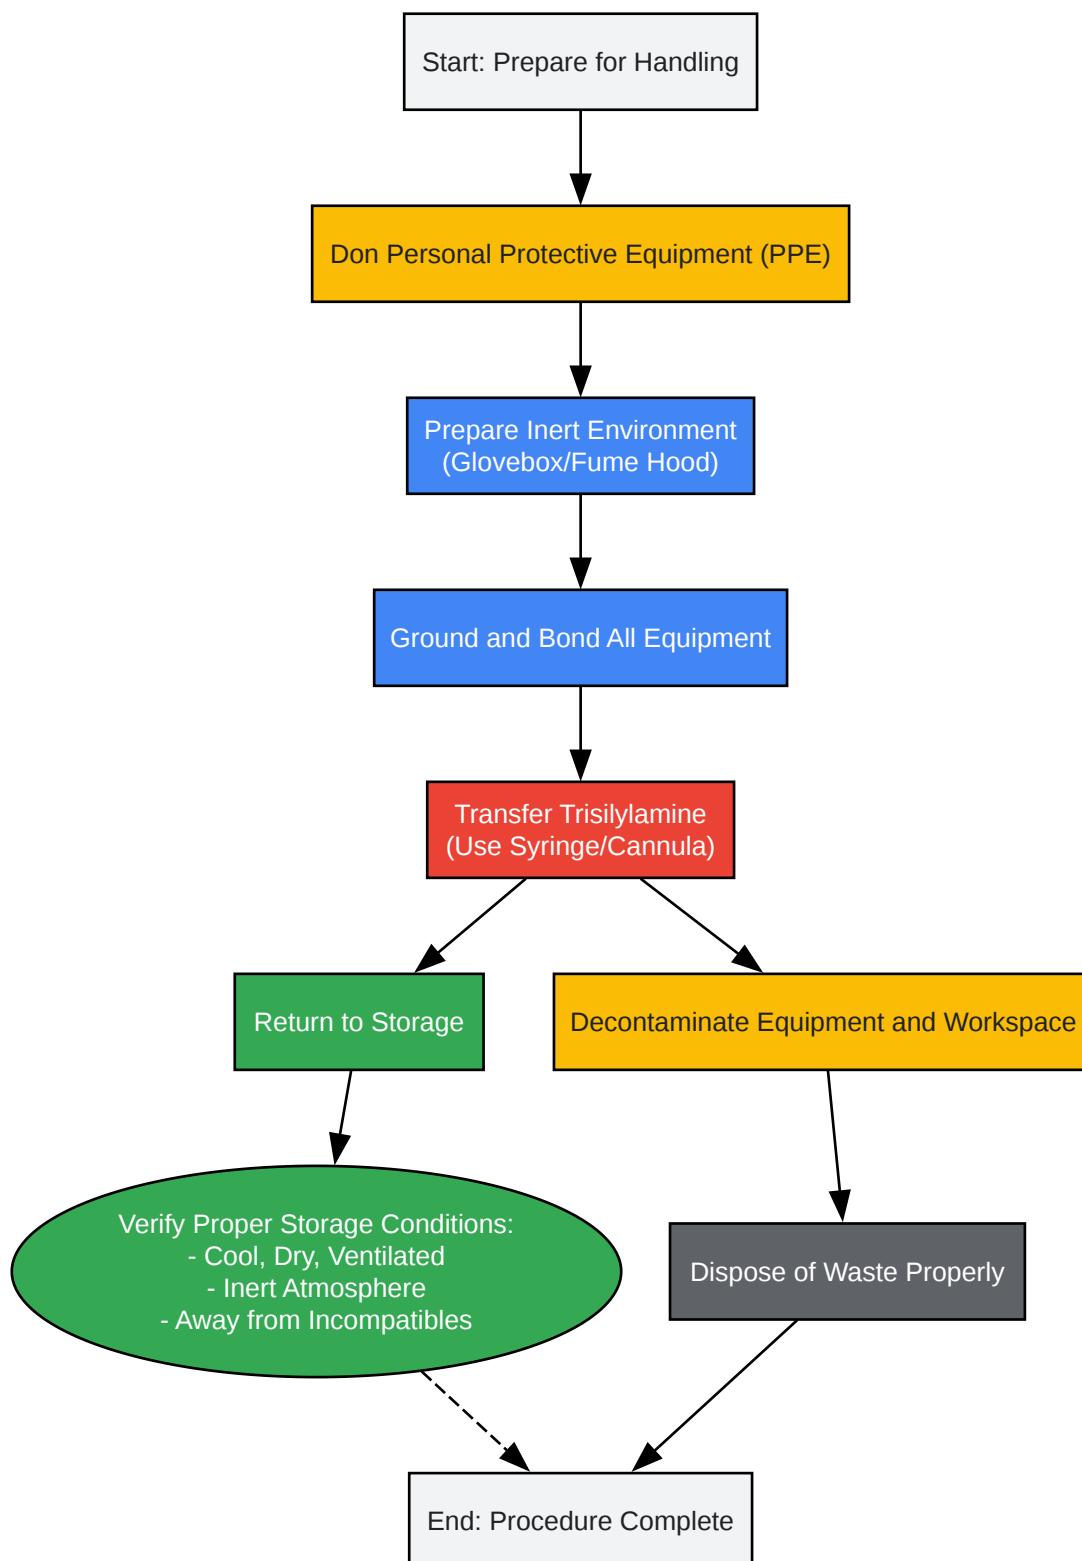 Start: Prepare for Handling
Don Personal Protective Equipment (PPE)
Prepare Inert Environment
(Glovebox/Fume Hood)
Ground and Bond All Equipment
Transfer Trisilylamine
(Use Syringe/Cannula)
Return to Storage
Decontaminate Equipment and Workspace
Verify Proper Storage Conditions:
- Cool, Dry, Ventilated
- Inert Atmosphere
- Away from Incompatibles
Dispose of Waste Properly
End: Procedure Complete